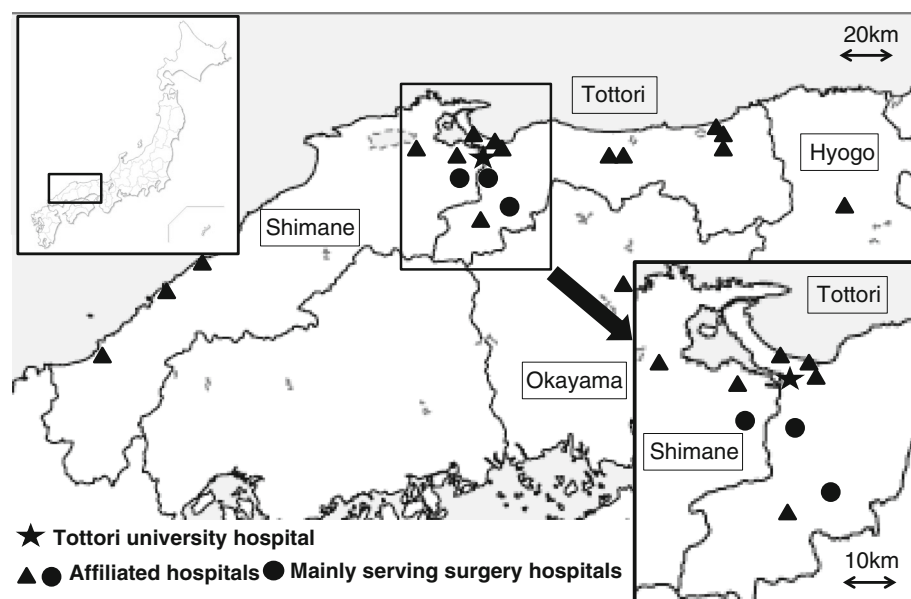 20km
Tottori
Hyogo
Shimane
Tottori
Okayama
Shimane
Tottori university hospital
Affiliated hospitals Mainly serving surgery hospitals
10km